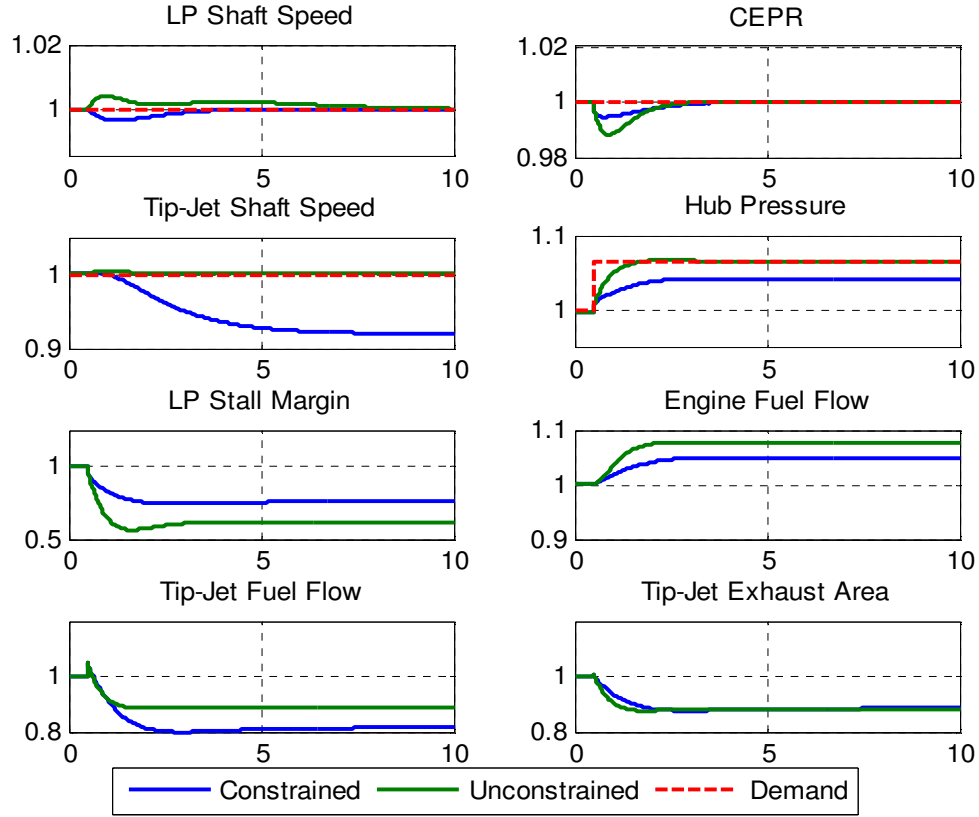 LP Shaft Speed
CEPR
1.02
1
0 5 10
1.02
1
0.98
0 5 10
Tip-Jet Shaft Speed
Hub Pressure
1
0.9
0 5 10
1.1
1
0 5 10
LP Stall Margin
Engine Fuel Flow
1
0.5
0 5 10
1.1
1
0.9
0 5 10
Tip-Jet Fuel Flow
Tip-Jet Exhaust Area
1
0.8
0 5 10
1
0.8
0 5 10
Constrained Unconstrained Demand